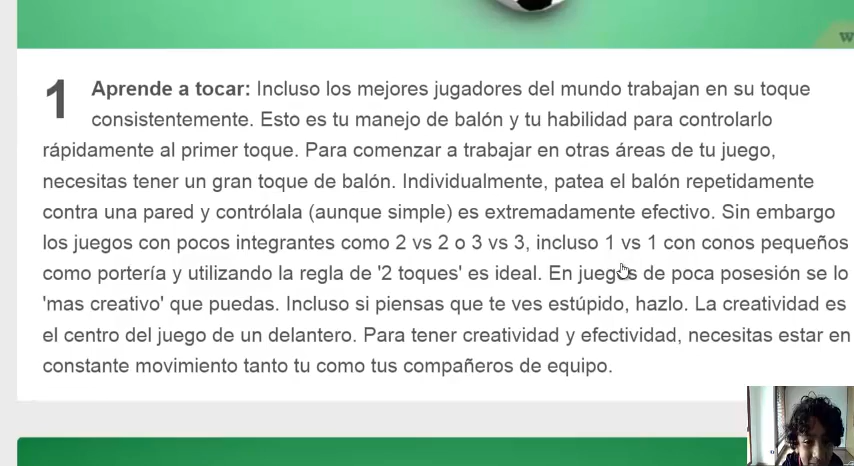 1 Aprende a tocar: Incluso los mejores jugadores del mundo trabajan en su toque
consistentemente. Esto es tu manejo de balón y tu habilidad para controlarlo
rápidamente al primer toque. Para comenzar a trabajar en otras áreas de tu juego,
necesitas tener un gran toque de balón. Individualmente, patea el balón repetidamente
contra una pared y contrólala (aunque simple) es extremadamente efectivo. Sin embargo
los juegos con pocos integrantes como 2 vs 2 o 3 vs 3, incluso 1 vs 1 con conos pequeños
como portería y utilizando la regla de '2 toques' es ideal. En juegos de poca posesión se lo
'mas creativo' que puedas. Incluso si piensas que te ves estúpido, hazlo. La creatividad es
el centro del juego de un delantero. Para tener creatividad y efectividad, necesitas estar en
constante movimiento tanto tu como tus compañeros de equipo.